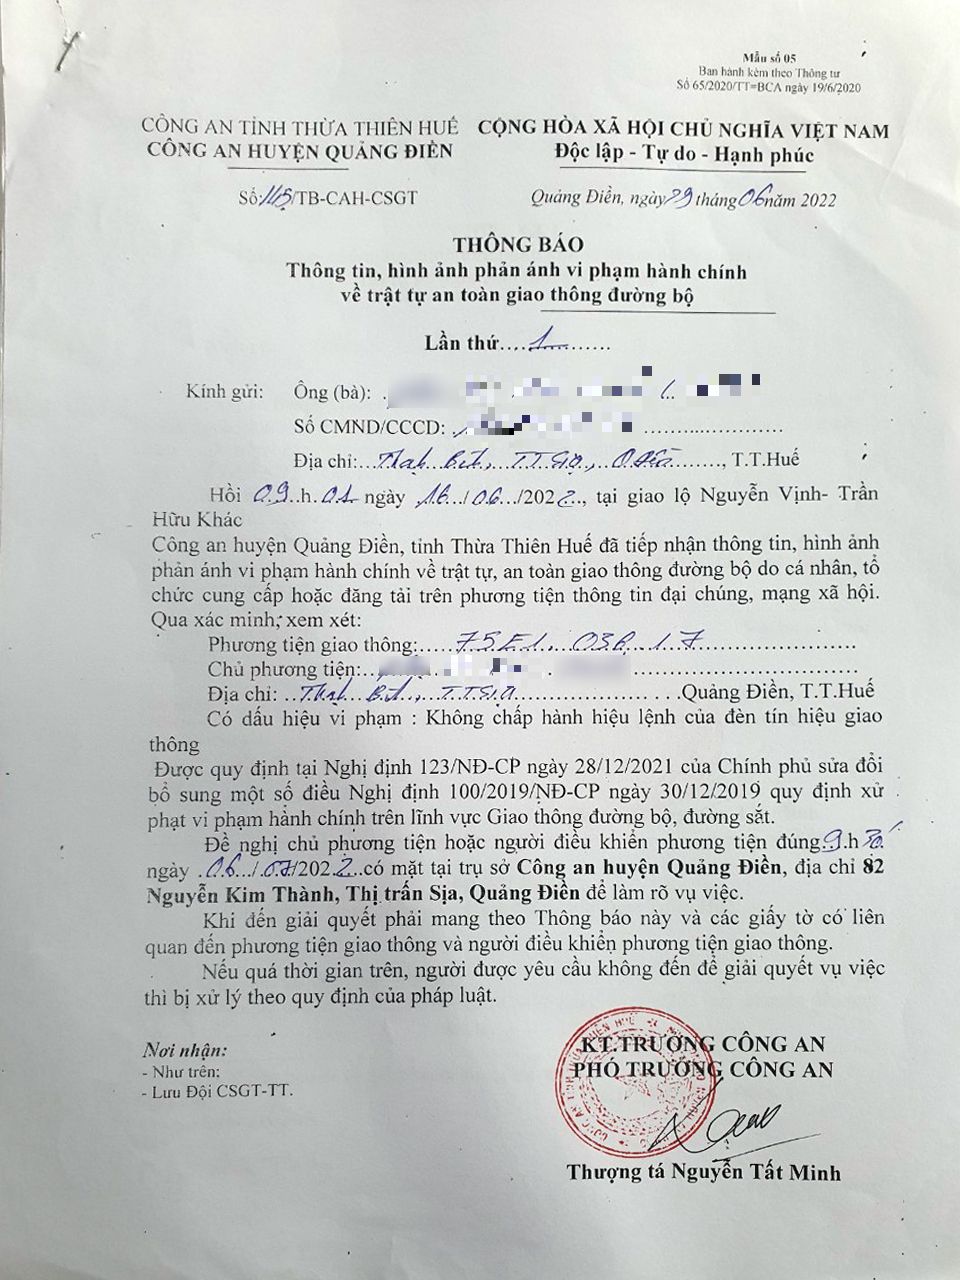 Mẫu số 05
Ban hành kèm theo Thông tư
Số 65/2020/TT=BCA ngày 19/6/2020
CÔNG AN TỈNH THỪA THIÊN HUẾ
CÔNG AN HUYỆN QUẢNG ĐIỀN
CỘNG HÒA XÃ HỘI CHỦ NGHĨA VIỆT NAM
Độc lập - Tự do - Hạnh phúc
Số: 115/TB-CAH-CSGT
Quảng Điền, ngày 29 tháng 06 năm 2022
THÔNG BÁO
Thông tin, hình ảnh phản ánh vi phạm hành chính
về trật tự an toàn giao thông đường bộ
Lần thứ....1..........
Kính gửi: Ông (bà):
Số CMND/CCCD:
Địa chỉ:...Thạch Bình, TT Sịa, Q Điền........, T.T.Huế
Hồi 09..h.01 ngày .16../.06./2022., tại giao lộ Nguyễn Vịnh- Trần
Hữu Khác
Công an huyện Quảng Điền, tỉnh Thừa Thiên Huế đã tiếp nhận thông tin, hình ảnh
phản ánh vi phạm hành chính về trật tự, an toàn giao thông đường bộ do cá nhân, tổ
chức cung cấp hoặc đăng tải trên phương tiện thông tin đại chúng, mạng xã hội.
Qua xác minh; xem xét:
Phương tiện giao thông:......75E1. 038.17..............................
Chủ phương tiện:
Địa chỉ: ..Thạch Bình, TT Sịa..............................Quảng Điền, T.T.Huế
Có dấu hiệu vi phạm : Không chấp hành hiệu lệnh của đèn tín hiệu giao
thông
Được quy định tại Nghị định 123/NĐ-CP ngày 28/12/2021 của Chính phủ sửa đổi
bổ sung một số điều Nghị định 100/2019/NĐ-CP ngày 30/12/2019 quy định xử
phạt vi phạm hành chính trên lĩnh vực Giao thông đường bộ, đường sắt.
Đề nghị chủ phương tiện hoặc người điều khiển phương tiện đúng.9.h 30'
ngày .06../.07/2022...có mặt tại trụ sở Công an huyện Quảng Điền, địa chỉ 82
Nguyễn Kim Thành, Thị trấn Sịa, Quảng Điền để làm rõ vụ việc.
Khi đến giải quyết phải mang theo Thông báo này và các giấy tờ có liên
quan đến phương tiện giao thông và người điều khiển phương tiện giao thông.
Nếu quá thời gian trên, người được yêu cầu không đến để giải quyết vụ việc
thì bị xử lý theo quy định của pháp luật.
Nơi nhận:
- Như trên;
- Lưu Đội CSGT-TT.
KT.TRƯỞNG CÔNG AN
PHÓ TRƯỞNG CÔNG AN
Thượng tá Nguyễn Tất Minh